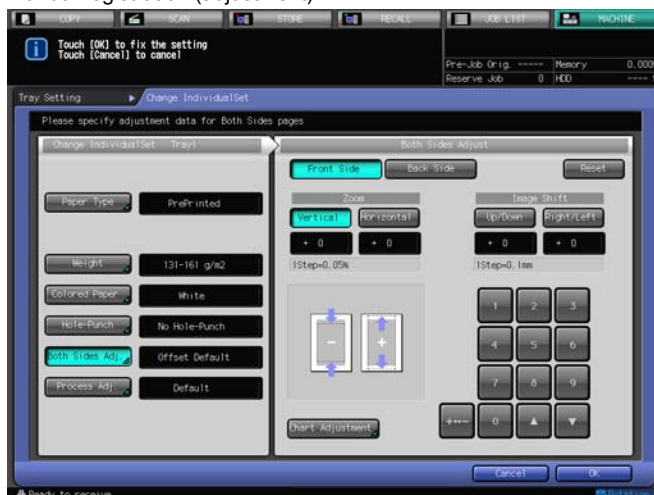 COPY SCAN STORE RECALL JOB LIST MACHINE
Touch [OK] to fix the setting
Touch [Cancel] to cancel
Pre-Job Orig. ----- Memory
Reserve Job 0 HDD ----
Tray Setting Change IndividualSet
Please specify adjustment data for Both Sides pages
Change IndividualSet Tray1
Both Sides Adjust
Front Side Back Side Reset
Paper Type PrePrinted
Weight 131-161 g/m2
Colored Paper White
Hole-Punch No Hole-Punch
Both Sides Adj. Offset Default
Process Adj. Default
Zoom Image Shift
Vertical Horizontal Up/Down Right/Left
+ 0 + 0 + 0 + 0
1Step=0.05% 1Step=0.1mm
- +
1 2 3
4 5 6
7 8 9
0
Chart Adjustment
Cancel OK
Ready to receive Rotation